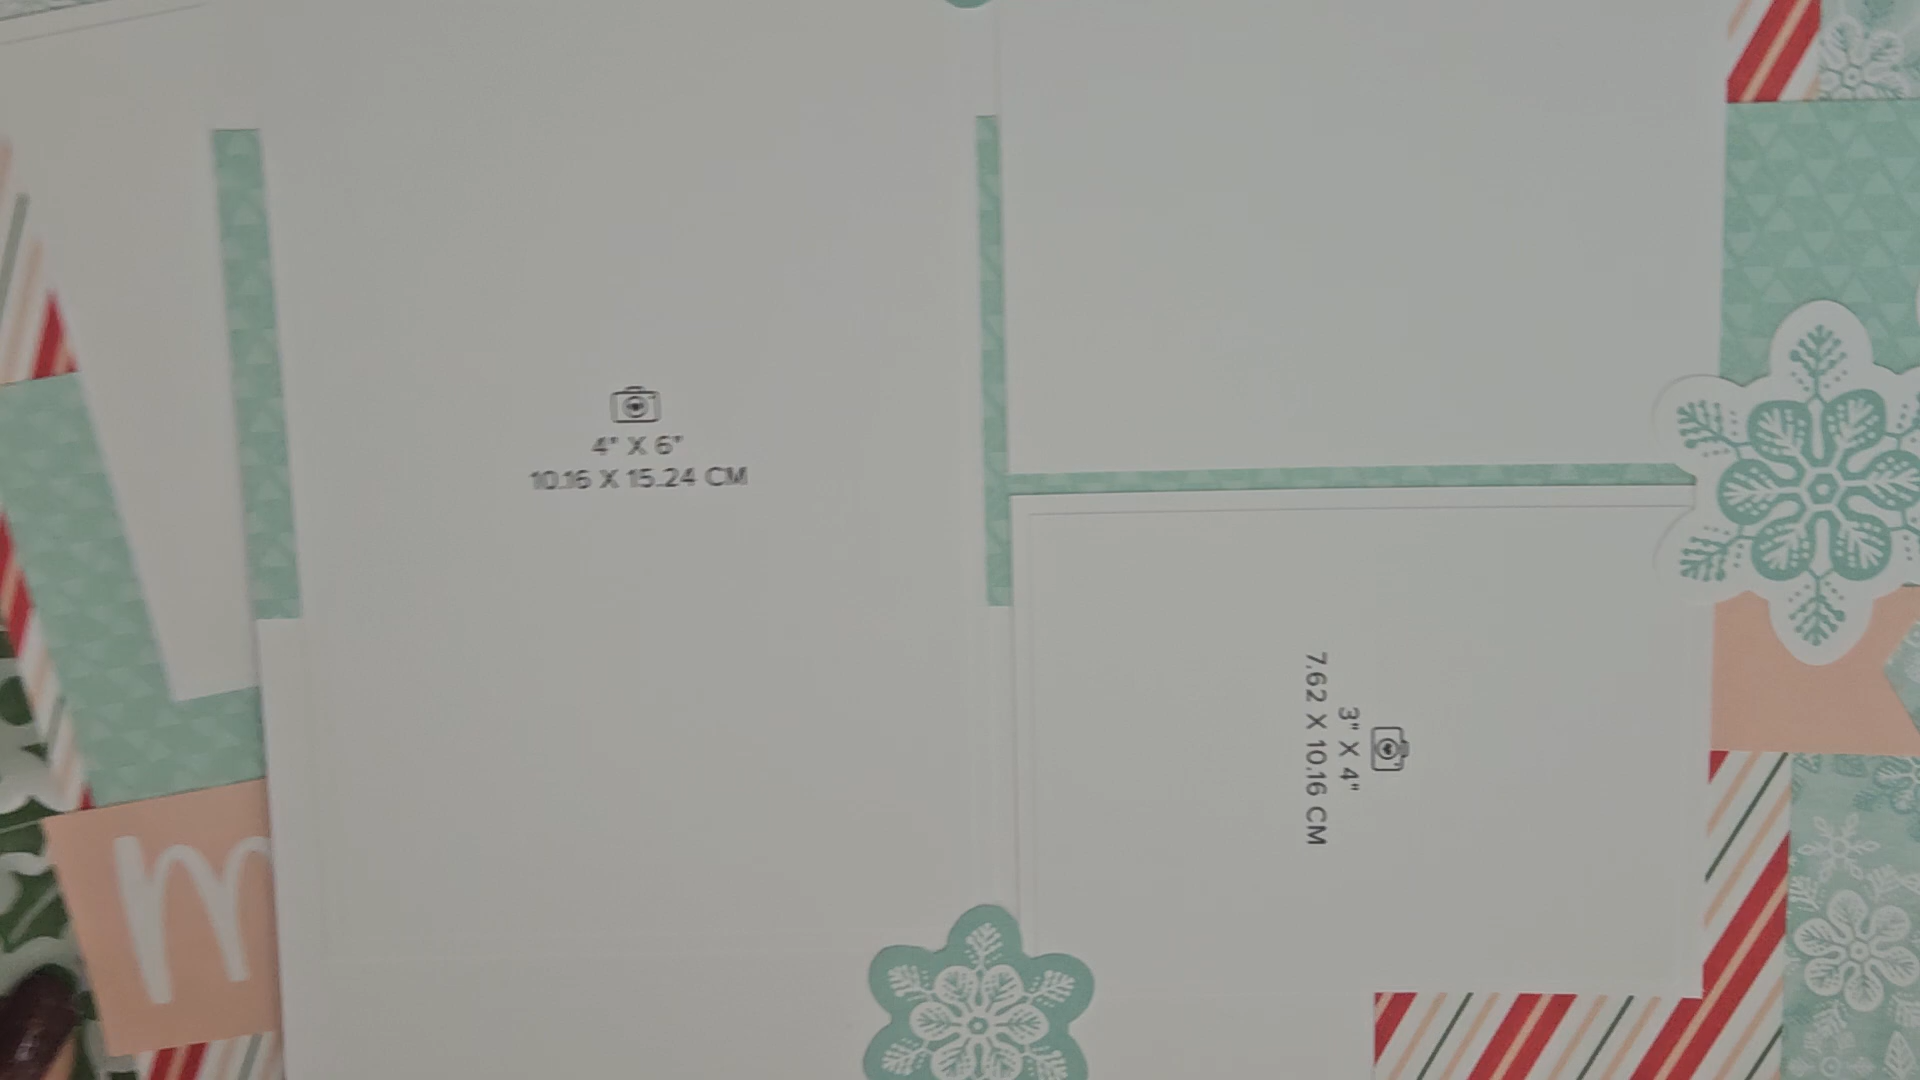 4" X 6"
10.16 X 15.24 CM
3" X 4"
7.62 X 10.16 CM
m